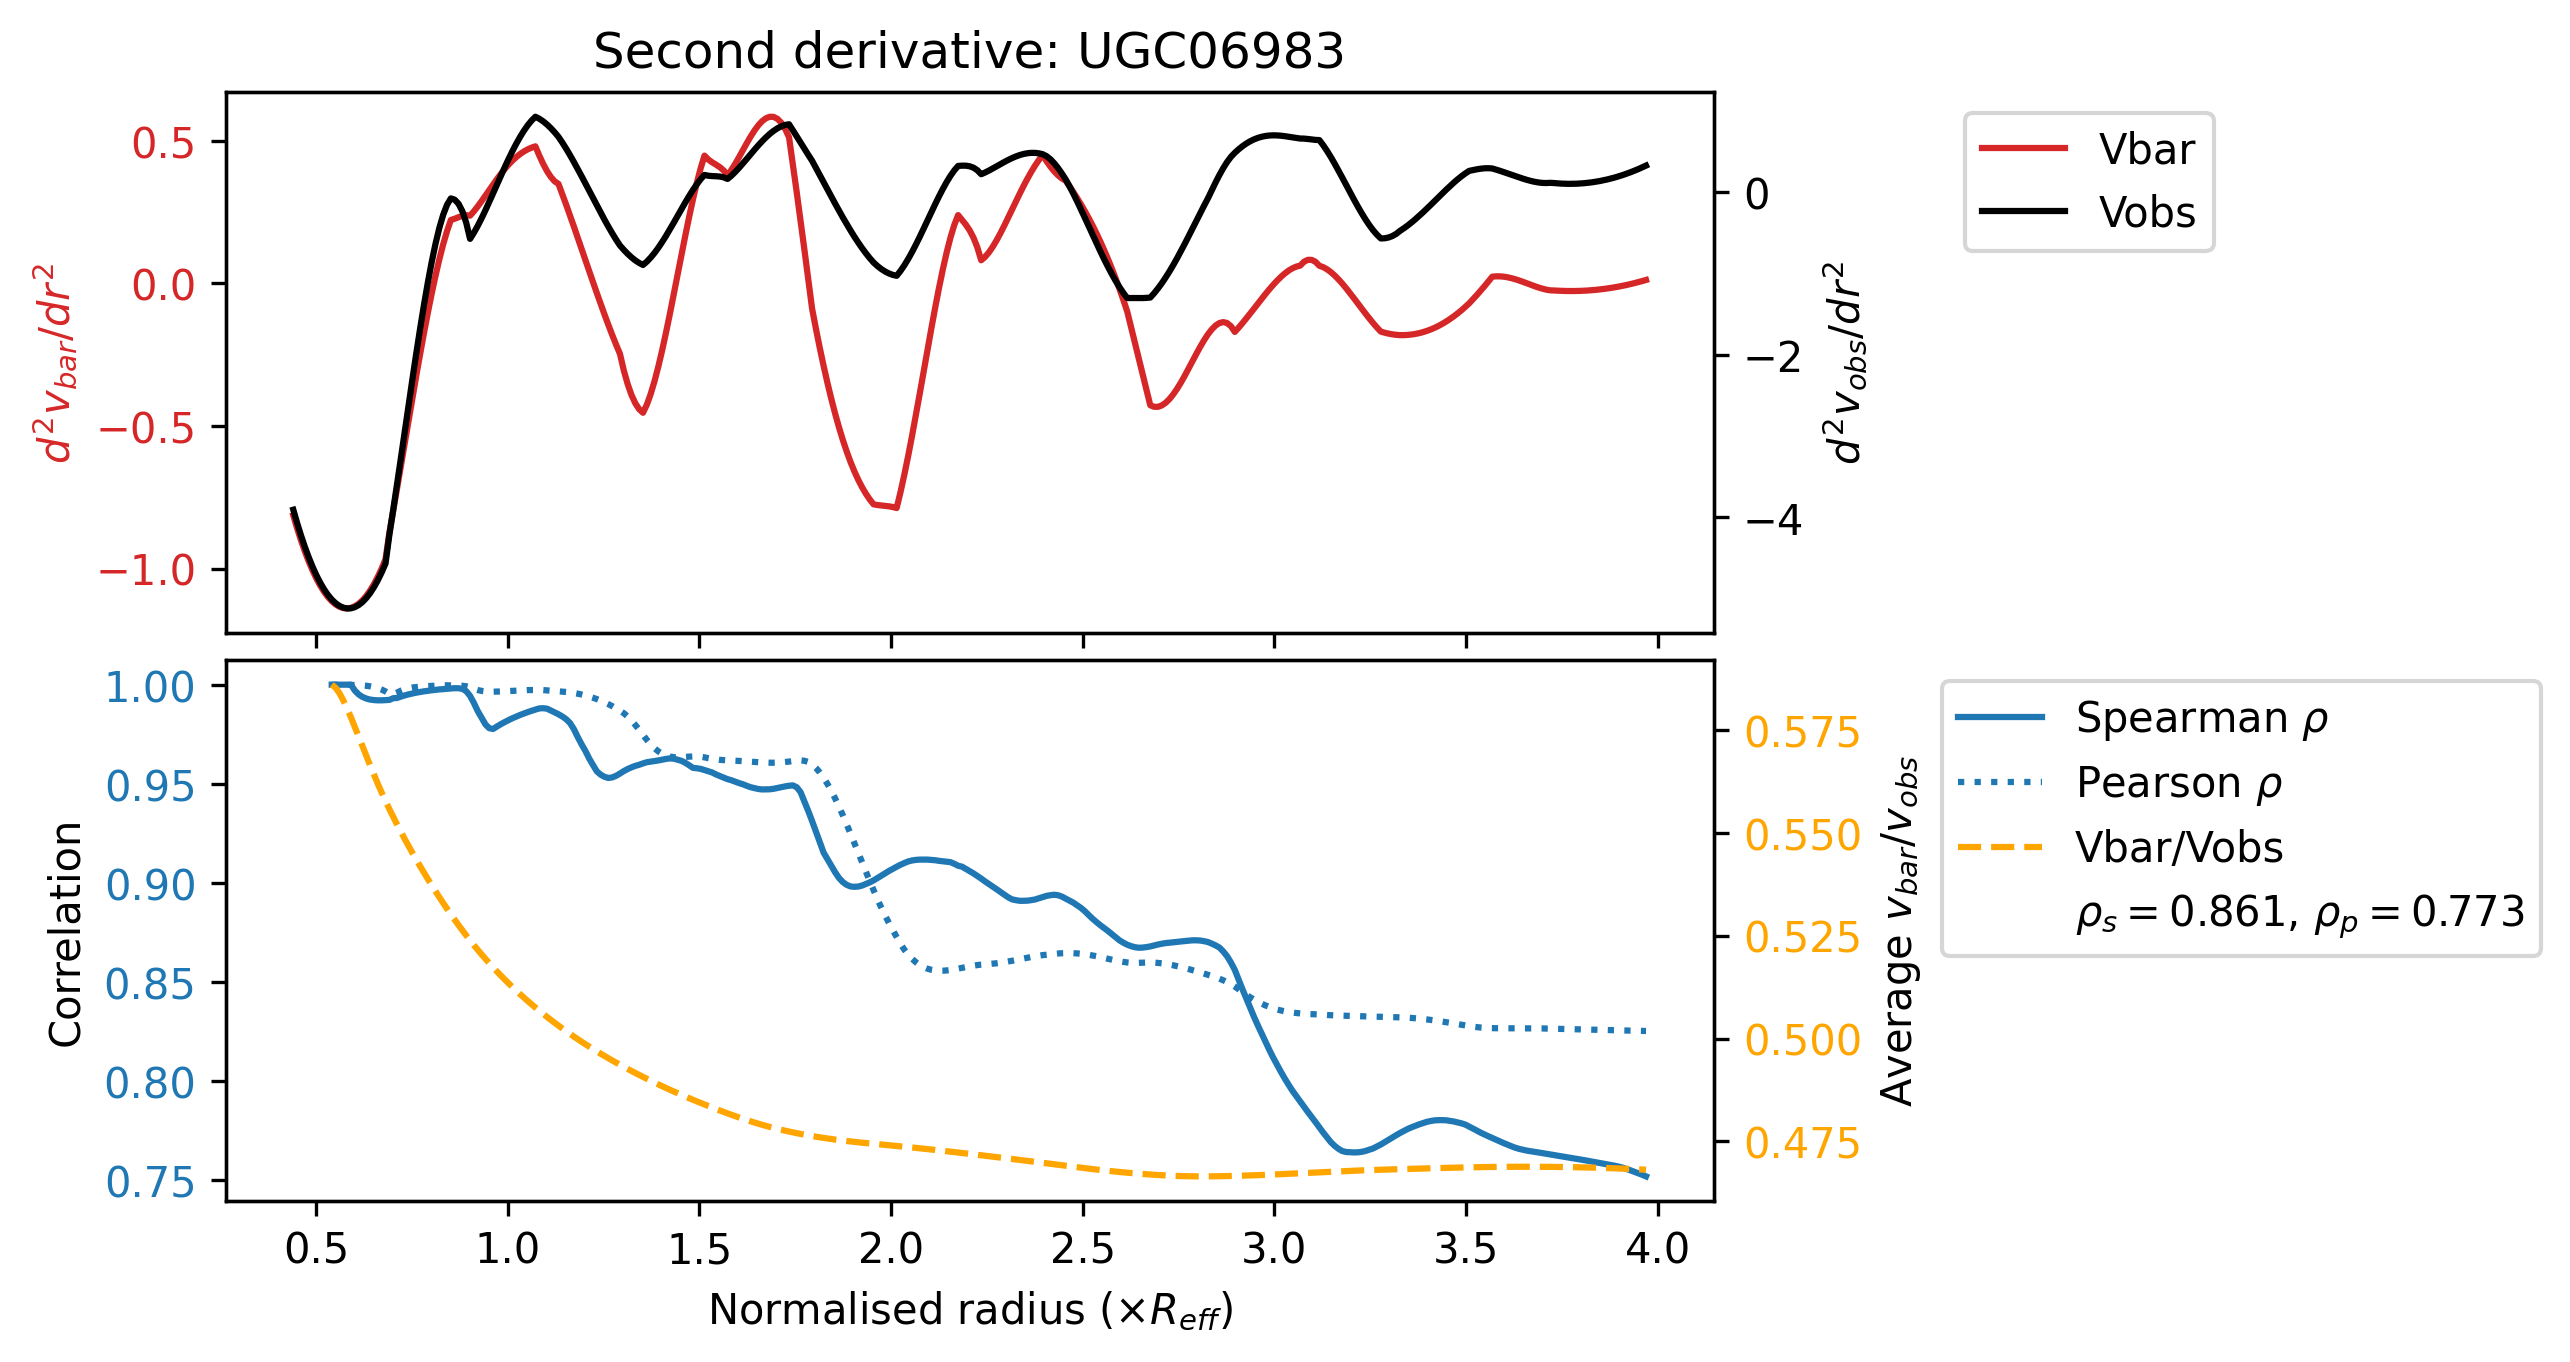 Second derivative: UGC06983
0.5
0.0
−0.5
−1.0
d²v_bar/dr²
0
−2
−4
d²v_obs/dr²
Vbar
Vobs
1.00
0.95
0.90
0.85
0.80
0.75
Correlation
0.575
0.550
0.525
0.500
0.475
Average v_bar/v_obs
Spearman ρ
Pearson ρ
Vbar/Vobs
ρ_s = 0.861, ρ_p = 0.773
0.5 1.0 1.5 2.0 2.5 3.0 3.5 4.0
Normalised radius (×R_eff)